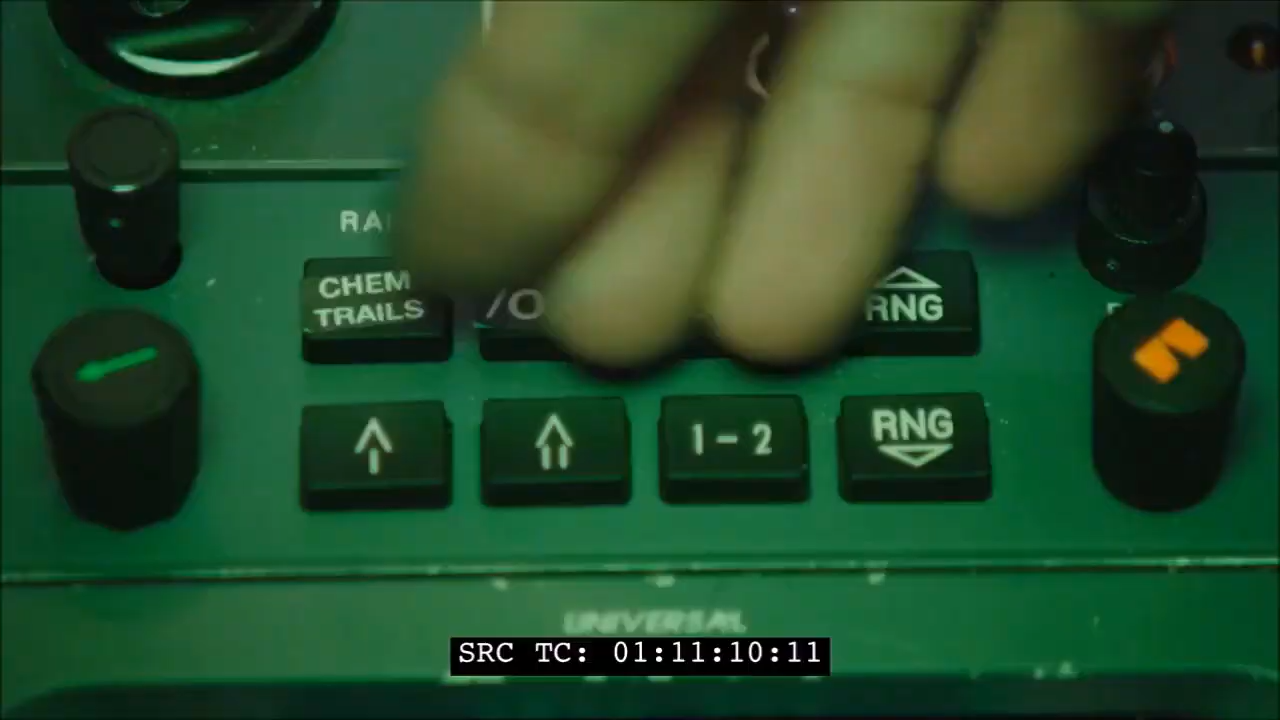 CHEM
TRAILS
/O
RNG
1-2
RNG
UNIVERSAL
SRC TC: 01:11:10:11